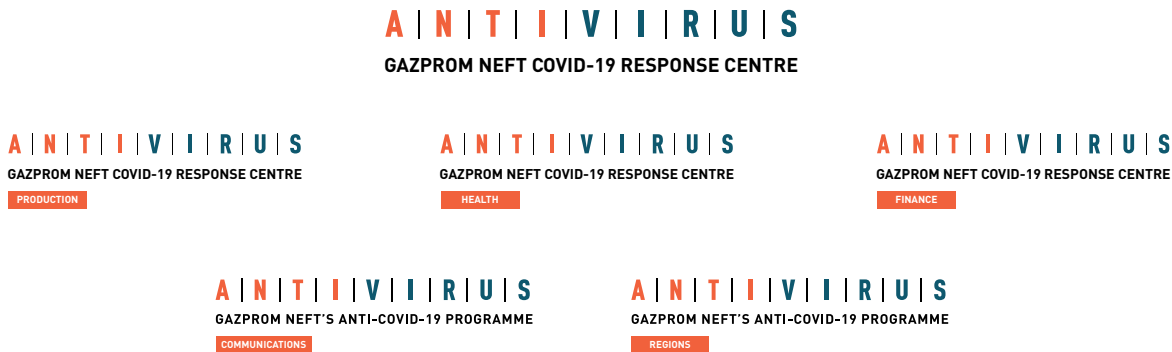 A|N|T|I|V|I|R|U|S
GAZPROM NEFT COVID-19 RESPONSE CENTRE
A|N|T|I|V|I|R|U|S
GAZPROM NEFT COVID-19 RESPONSE CENTRE
PRODUCTION
A|N|T|I|V|I|R|U|S
GAZPROM NEFT COVID-19 RESPONSE CENTRE
HEALTH
A|N|T|I|V|I|R|U|S
GAZPROM NEFT COVID-19 RESPONSE CENTRE
FINANCE
A|N|T|I|V|I|R|U|S
GAZPROM NEFT'S ANTI-COVID-19 PROGRAMME
COMMUNICATIONS
A|N|T|I|V|I|R|U|S
GAZPROM NEFT'S ANTI-COVID-19 PROGRAMME
REGIONS